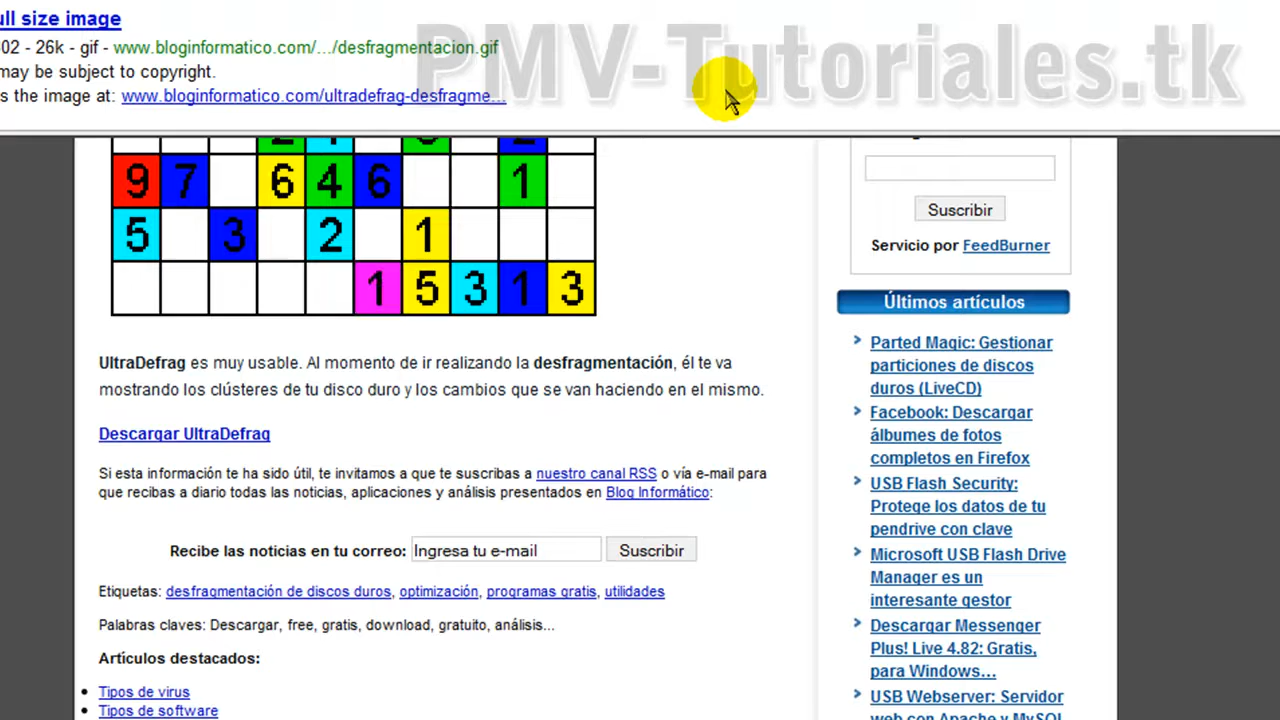 ull size image
02 - 26k - gif - www.bloginformatico.com/.../desfragmentacion.gif
may be subject to copyright.
s the image at: www.bloginformatico.com/ultradefrag-desfragme...
PMV-Tutoriales.tk
9 7 6 4 6 1
5 3 2 1
1 5 3 1 3
UltraDefrag es muy usable. Al momento de ir realizando la desfragmentación, él te va
mostrando los clústeres de tu disco duro y los cambios que se van haciendo en el mismo.
Descargar UltraDefrag
Si esta información te ha sido útil, te invitamos a que te suscribas a nuestro canal RSS o vía e-mail para
que recibas a diario todas las noticias, aplicaciones y análisis presentados en Blog Informático:
Recibe las noticias en tu correo: Ingresa tu e-mail Suscribir
Etiquetas: desfragmentación de discos duros, optimización, programas gratis, utilidades
Palabras claves: Descargar, free, gratis, download, gratuito, análisis...
Artículos destacados:
Tipos de virus
Tipos de software
Suscribir
Servicio por FeedBurner
Últimos artículos
Parted Magic: Gestionar
particiones de discos
duros (LiveCD)
Facebook: Descargar
álbumes de fotos
completos en Firefox
USB Flash Security:
Protege los datos de tu
pendrive con clave
Microsoft USB Flash Drive
Manager es un
interesante gestor
Descargar Messenger
Plus! Live 4.82: Gratis,
para Windows...
USB Webserver: Servidor
web con Apache y MySQL